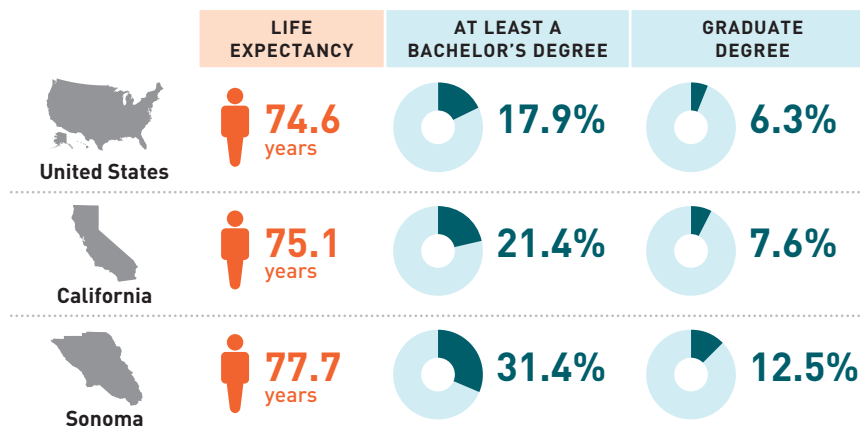 LIFE
EXPECTANCY
AT LEAST A
BACHELOR'S DEGREE
GRADUATE
DEGREE
United States
74.6
years
17.9%
6.3%
California
75.1
years
21.4%
7.6%
Sonoma
77.7
years
31.4%
12.5%